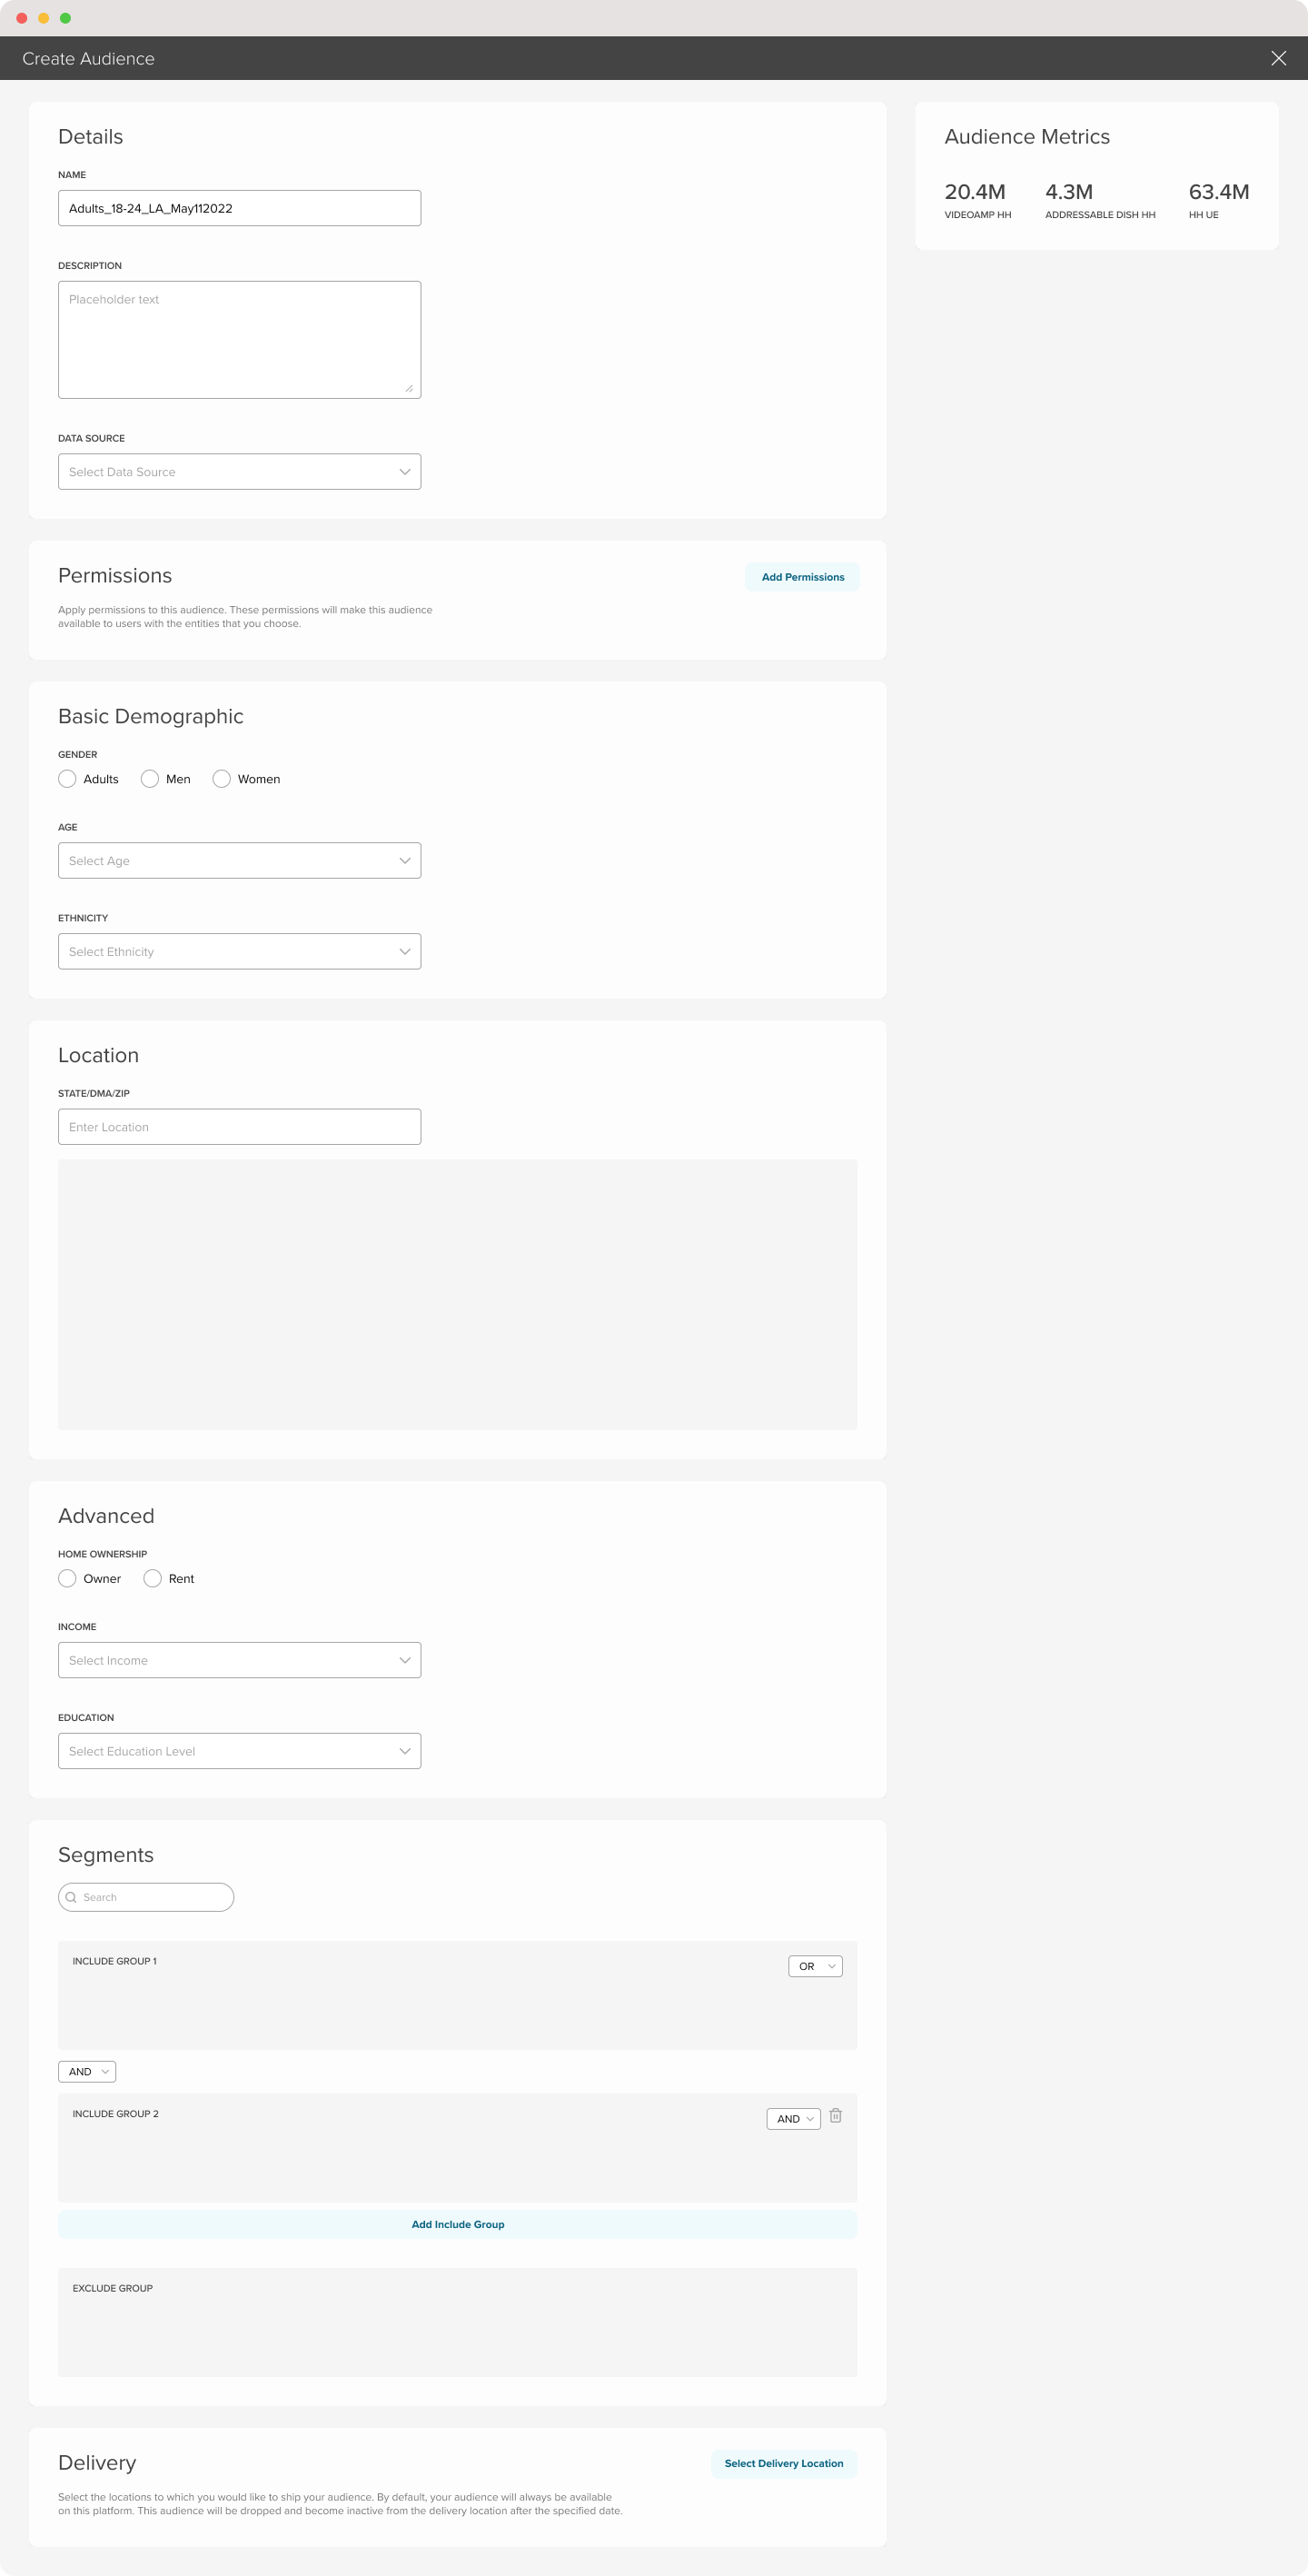 Create Audience
Details
NAME
Adults_18-24_LA_May112022
DESCRIPTION
Placeholder text
DATA SOURCE
Select Data Source
Audience Metrics
20.4M
VIDEOAMP HH
4.3M
ADDRESSABLE DISH HH
63.4M
HH UE
Permissions
Add Permissions
Apply permissions to this audience. These permissions will make this audience
available to users with the entities that you choose.
Basic Demographic
GENDER
Adults
Men
Women
AGE
Select Age
ETHNICITY
Select Ethnicity
Location
STATE/DMA/ZIP
Enter Location
Advanced
HOME OWNERSHIP
Owner
Rent
INCOME
Select Income
EDUCATION
Select Education Level
Segments
Search
INCLUDE GROUP 1
OR
AND
INCLUDE GROUP 2
AND
Add Include Group
EXCLUDE GROUP
Delivery
Select Delivery Location
Select the locations to which you would like to ship your audience. By default, your audience will always be available
on this platform. This audience will be dropped and become inactive from the delivery location after the specified date.